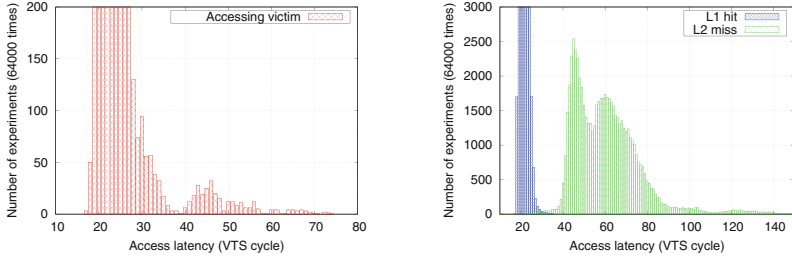 Number of experiments (64000 times)
200
150
100
50
0
Accessing victim
10 20 30 40 50 60 70 80
Access latency (VTS cycle)
Number of experiments (64000 times)
3000
2500
2000
1500
1000
500
0
L1 hit
L2 miss
20 40 60 80 100 120 140
Access latency (VTS cycle)